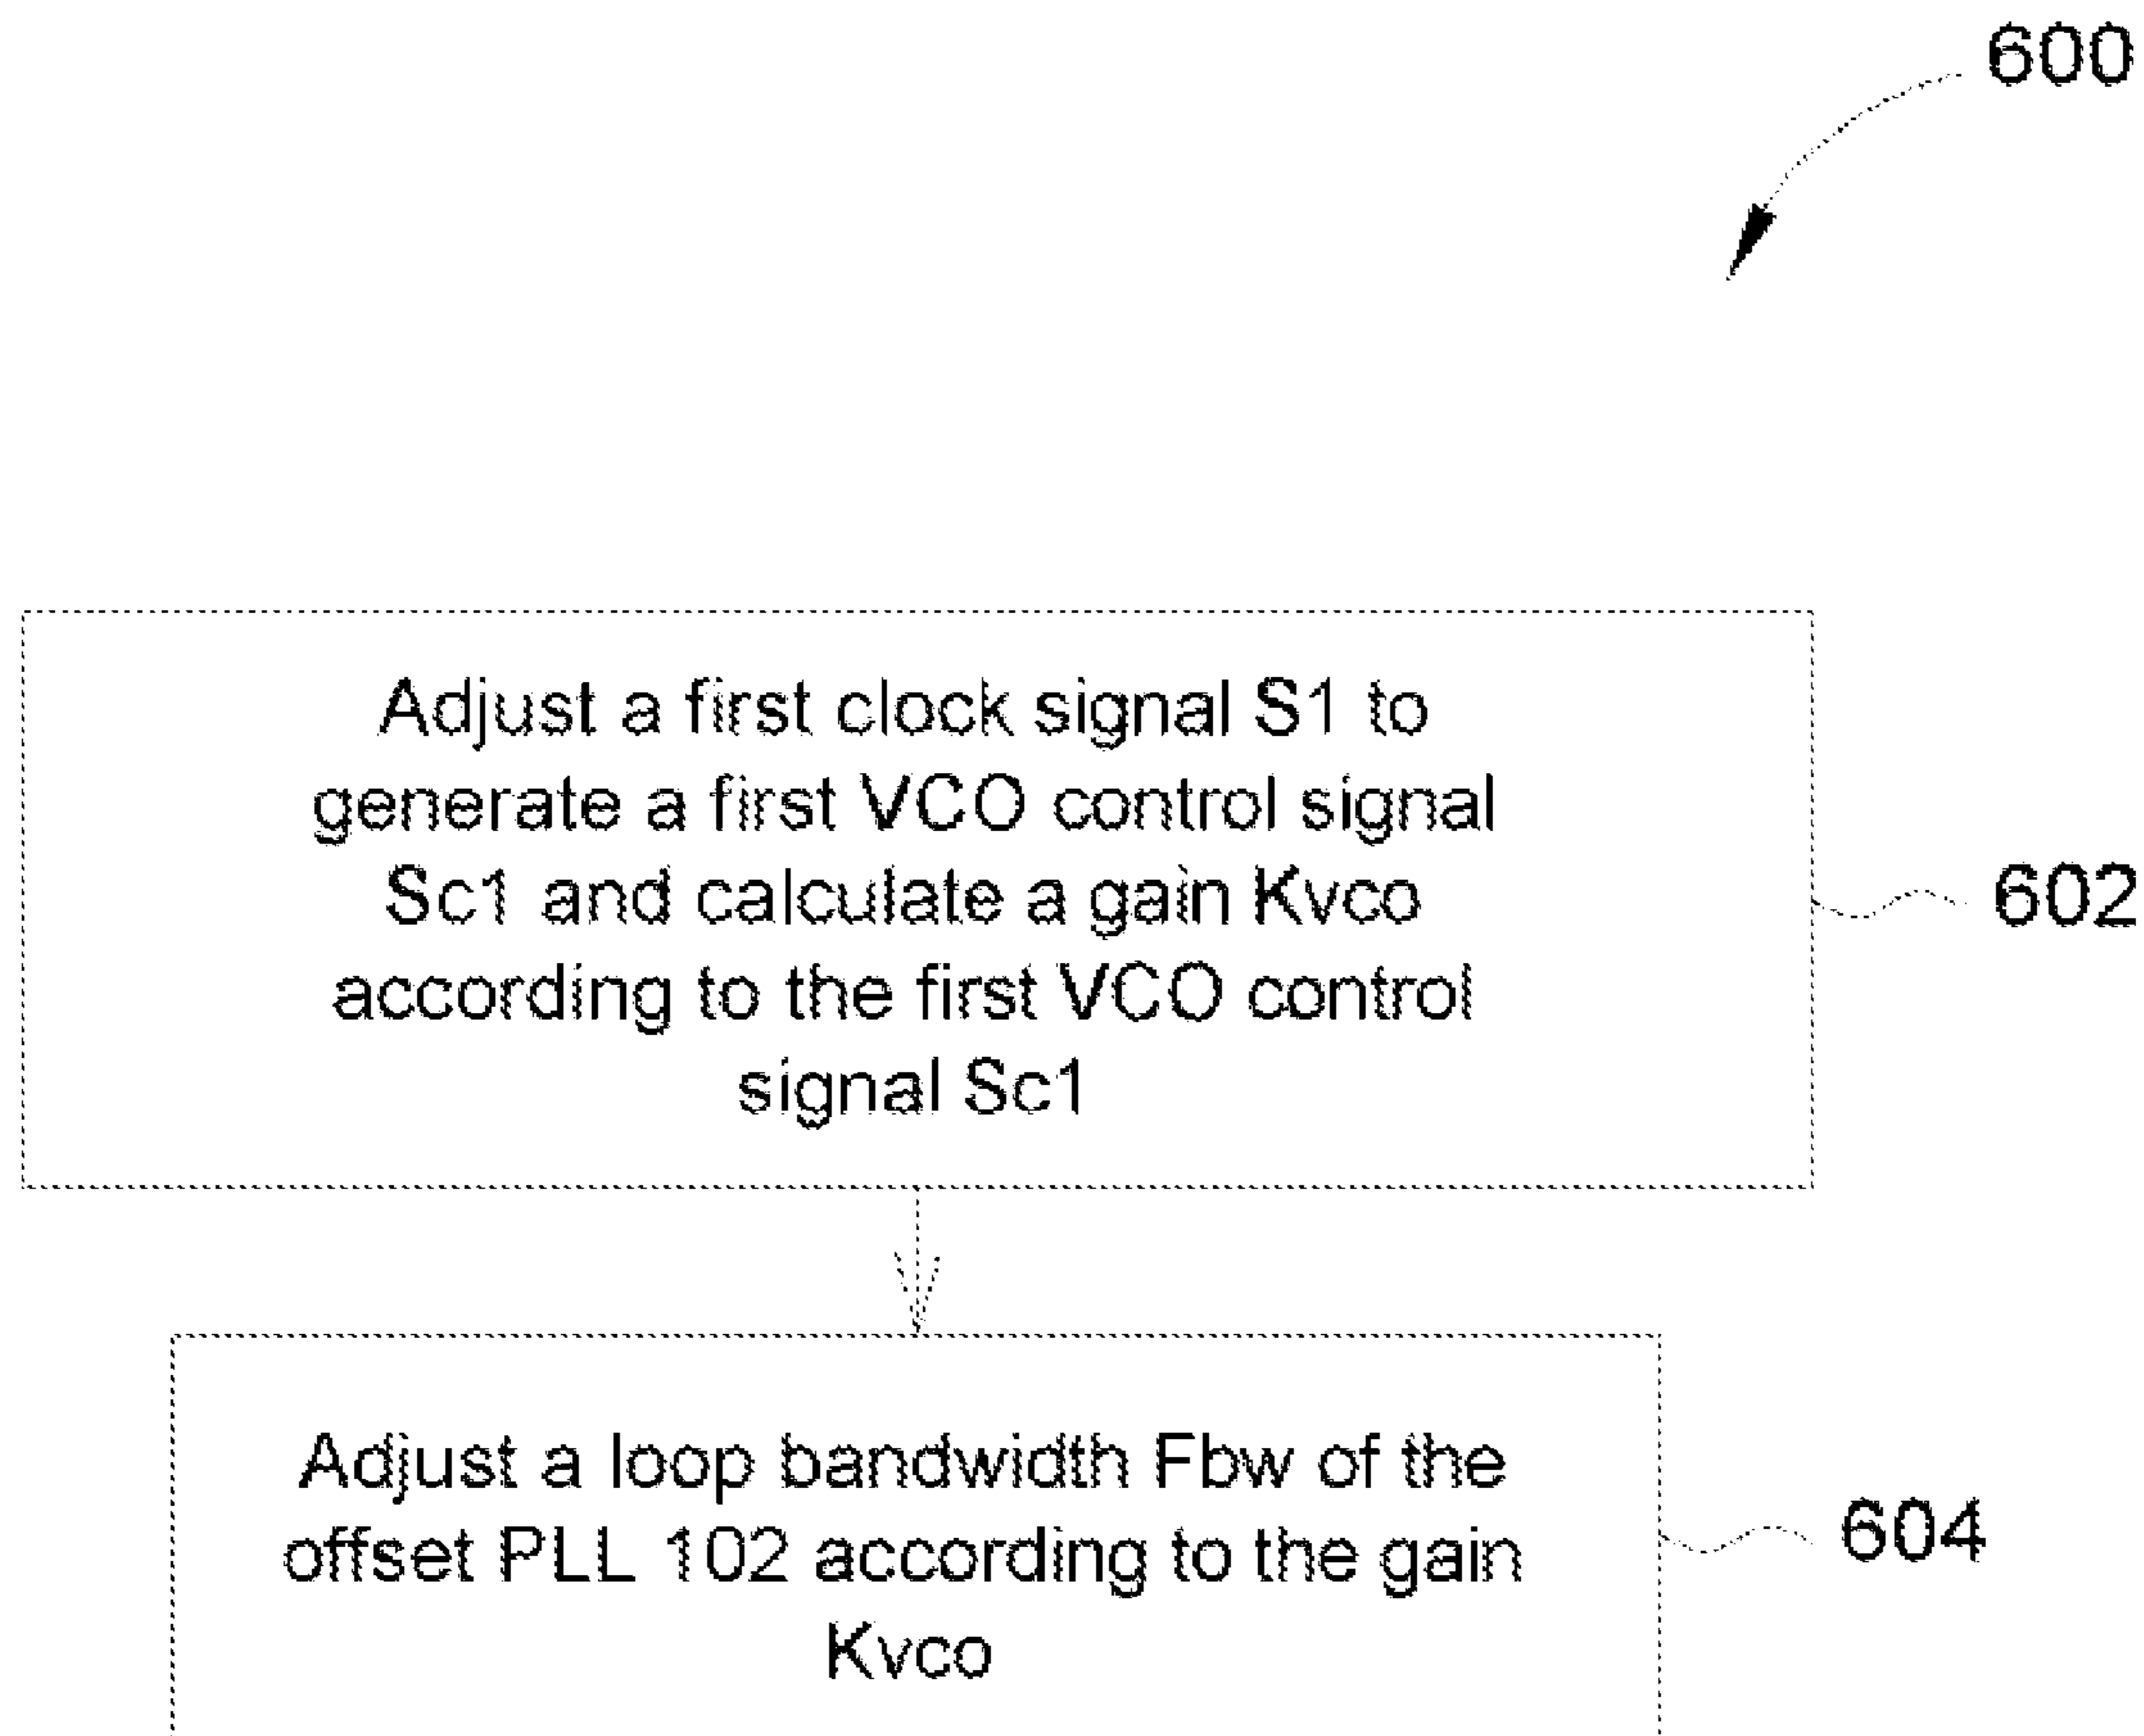 600
Adjust a first clock signal S1 to
generate a first VCO control signal
Sc1 and calculate a gain Kvco
according to the first VCO control
signal Sc1
602
Adjust a loop bandwidth Fbw of the
offset PLL 102 according to the gain
Kvco
604